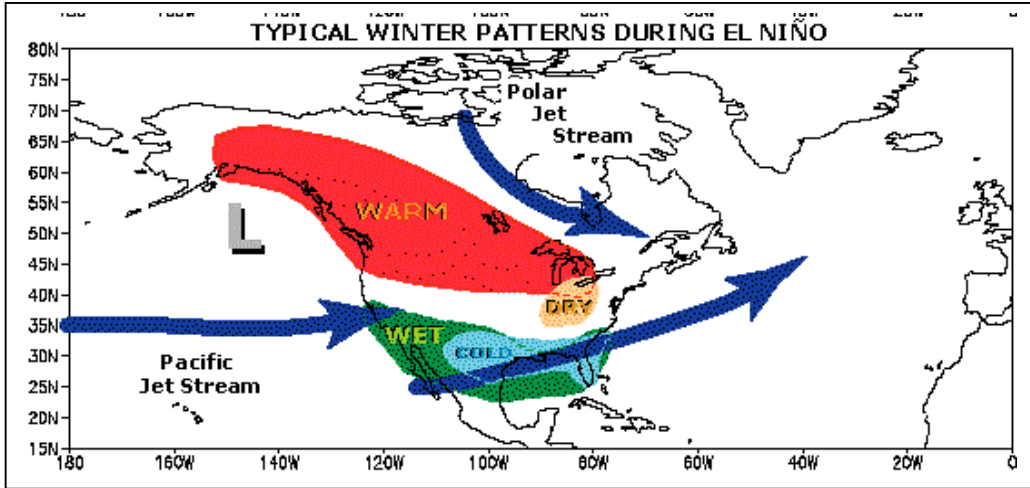 TYPICAL WINTER PATTERNS DURING EL NIÑO
80N
75N
70N
65N
60N
55N
50N
45N
40N
35N
30N
25N
20N
15N
Polar
Jet
Stream
WARM
L
DRY
WET
COLD
Pacific
Jet Stream
180 160W 140W 120W 100W 80W 60W 40W 20W 0